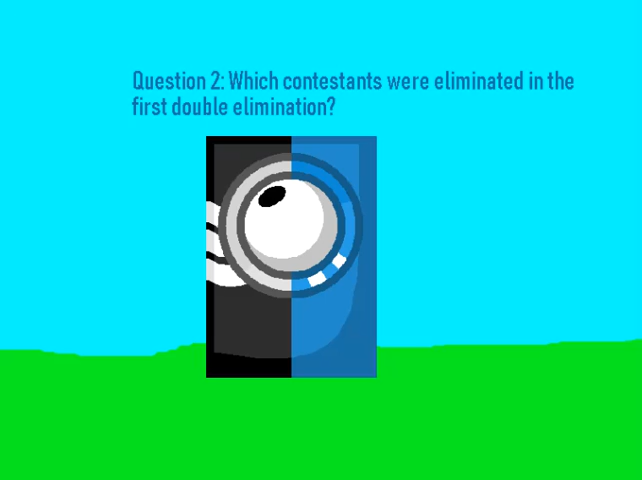 Question 2: Which contestants were eliminated in the
first double elimination?